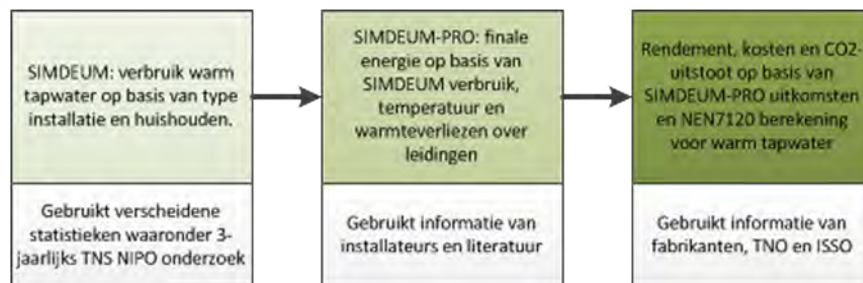 SIMDEUM: verbruik warm
tapwater op basis van type
installatie en huishouden.
Gebruikt verscheidene
statistieken waaronder 3-
jaarlijks TNS NIPO onderzoek
SIMDEUM-PRO: finale
energie op basis van
SIMDEUM verbruik,
temperatuur en
warmteverliezen over
leidingen
Gebruikt informatie van
installateurs en literatuur
Rendement, kosten en CO2-
uitstoot op basis van
SIMDEUM-PRO uitkomsten
en NEN7120 berekening
voor warm tapwater
Gebruikt informatie van
fabrikanten, TNO en ISSO